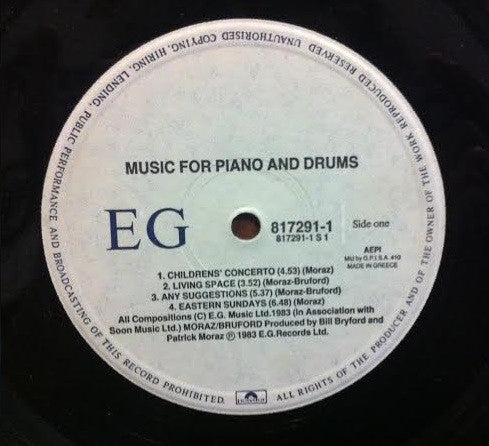 UNAUTHORISED COPYING, HIRING, LENDING, PUBLIC PERFORMANCE AND BROADCASTING OF THIS RECORD PROHIBITED. ALL RIGHTS OF THE PRODUCER AND OF THE OWNER OF THE WORK REPRODUCED RESERVED
MUSIC FOR PIANO AND DRUMS
EG
817291-1
817291-1 S 1
Side one
AEPI
MADE IN GREECE
1. CHILDRENS' CONCERTO (4.53) (Moraz)
2. LIVING SPACE (3.52) (Moraz-Bruford)
3. ANY SUGGESTIONS (5.37) (Moraz-Bruford)
4. EASTERN SUNDAYS (6.48) (Moraz)
All Compositions (C) E.G. Music Ltd.1983 (In Association with
Soon Music Ltd.) MORAZ/BRUFORD Produced by Bill Bryford and
Patrick Moraz ℗ 1983 E.G.Records Ltd.